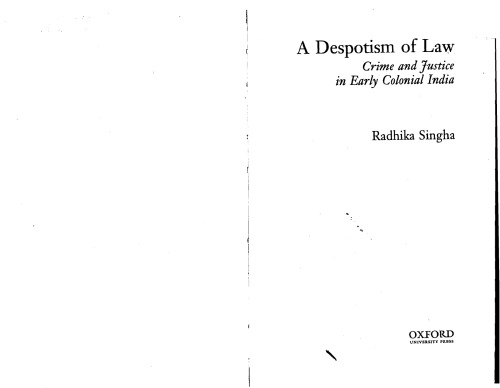 A Despotism of Law
Crime and Justice
in Early Colonial India
Radhika Singha
OXFORD
UNIVERSITY PRESS